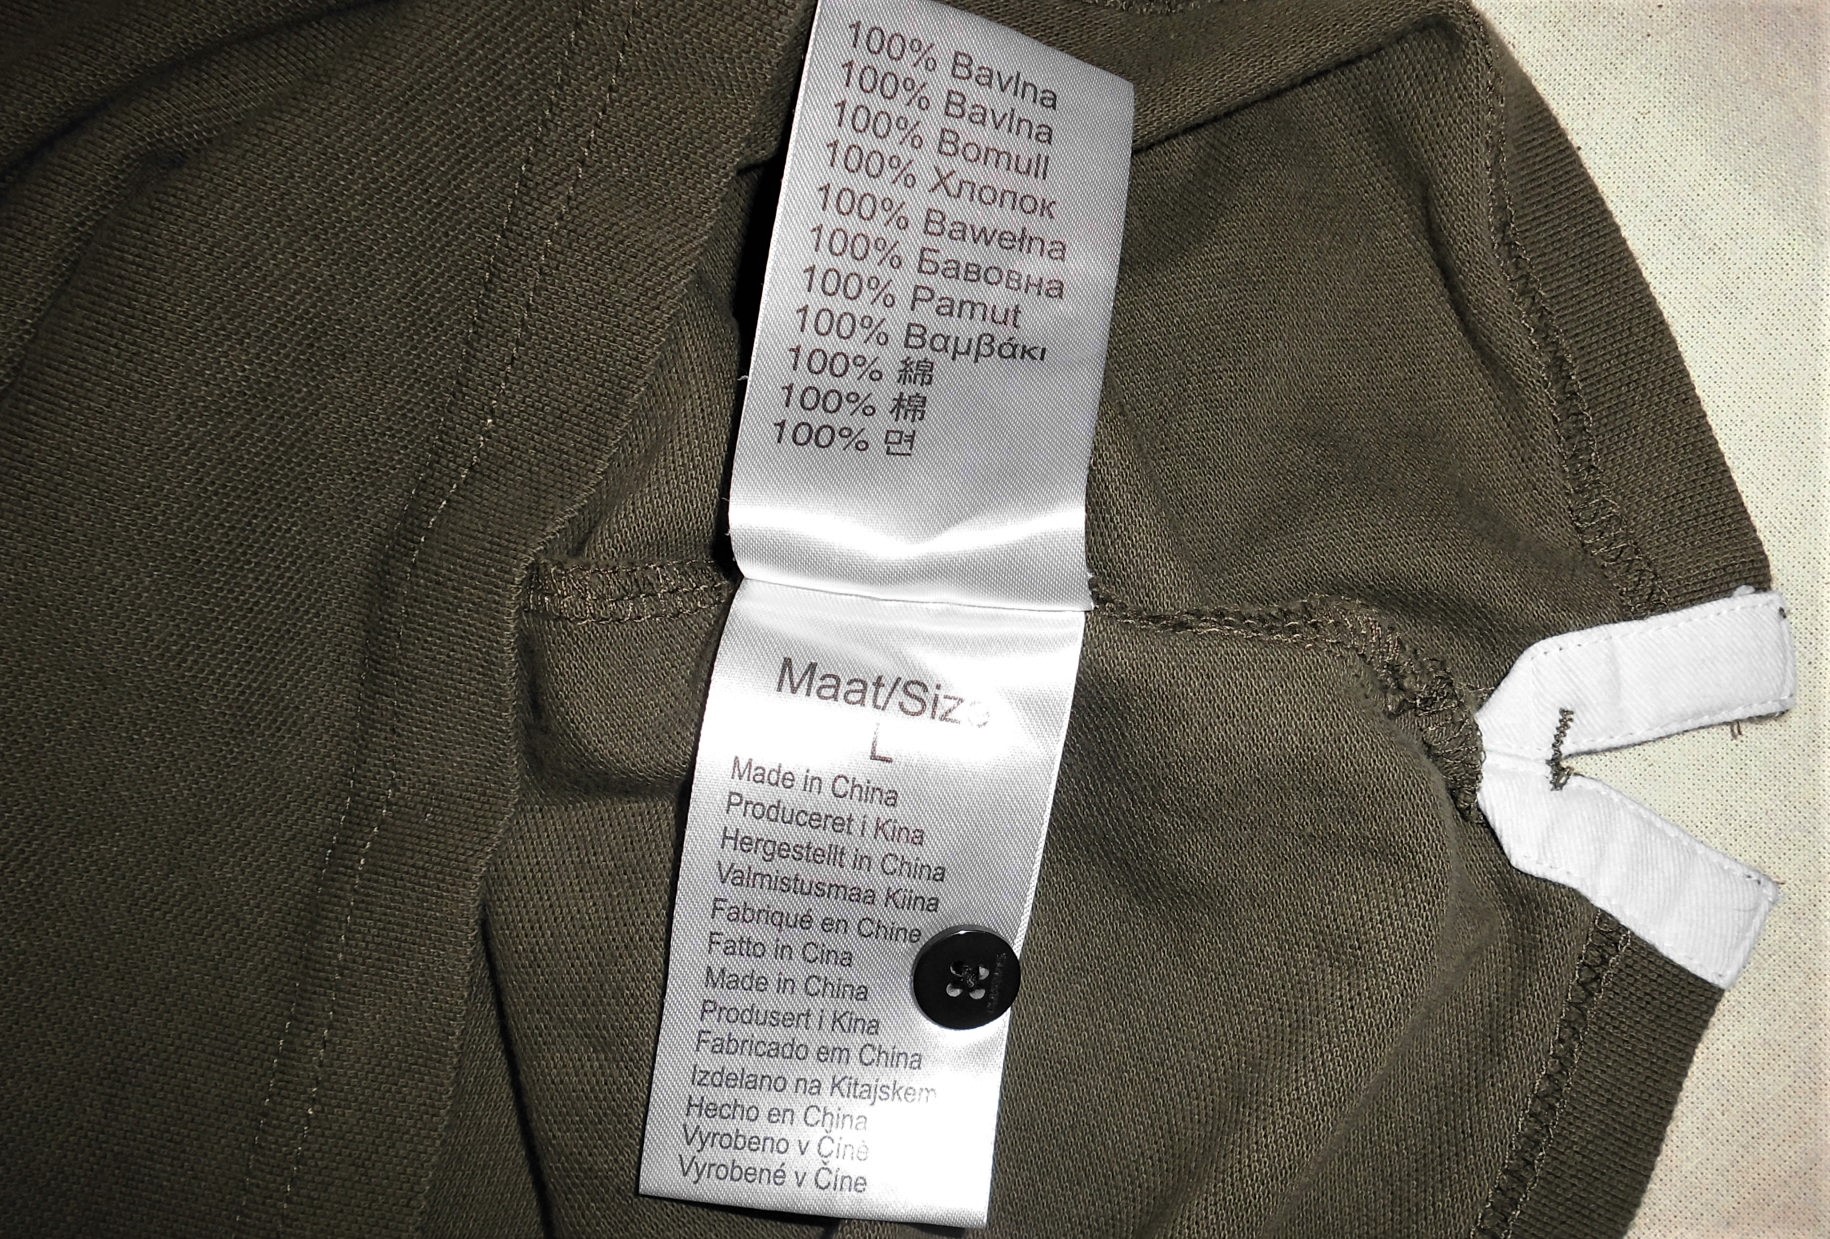 100% Bavlna
100% Bavlna
100% Bomull
100% Хлопок
100% Bawełna
100% Бавовна
100% Pamut
100% Βαμβάκι
100% 綿
100% 棉
100% 면
Maat/Size
L
Made in China
Produceret i Kina
Hergestellt in China
Valmistusmaa Kiina
Fabriqué en Chine
Fatto in Cina
Made in China
Produsert i Kina
Fabricado em China
Izdelano na Kitajskem
Hecho en China
Vyrobeno v Číně
Vyrobené v Číne